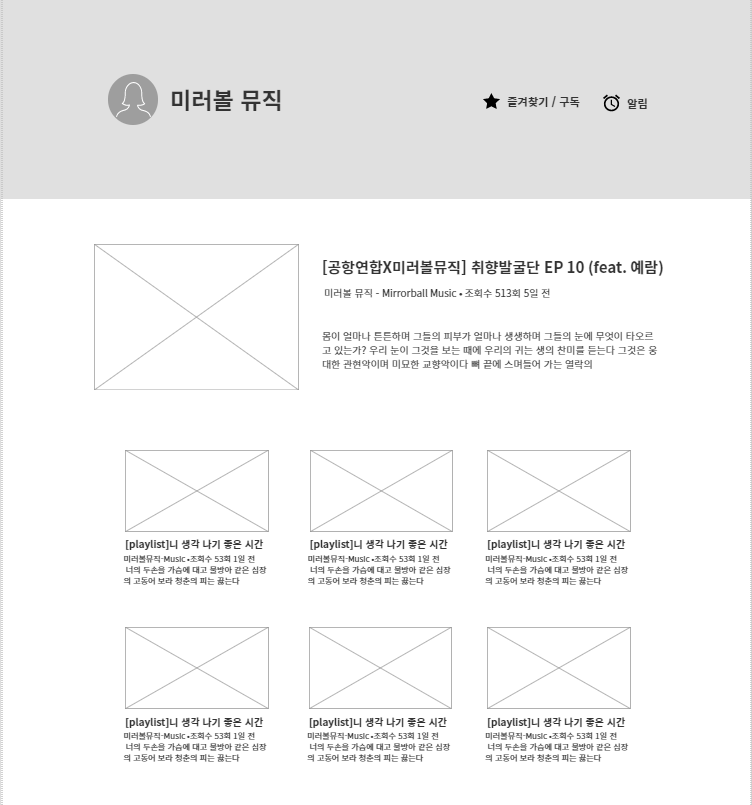 미러볼 뮤직
즐겨찾기 / 구독
알림
[공항연합X미러볼뮤직] 취향발굴단 EP 10 (feat. 예람)
미러볼 뮤직 - Mirrorball Music • 조회수 513회 5일 전
몸이 얼마나 튼튼하며 그들의 피부가 얼마나 생생하며 그들의 눈에 무엇이 타오르
고 있는가? 우리 눈이 그것을 보는 때에 우리의 귀는 생의 찬미를 듣는다 그것은 웅
대한 관현악이며 미묘한 교향악이다 뼈 끝에 스며들어 가는 열락의
[playlist]니 생각 나기 좋은 시간
미러볼뮤직-Music •조회수 53회 1일 전
너의 두손을 가슴에 대고 물방아 같은 심장
의 고동어 보라 청춘의 피는 끓는다
[playlist]니 생각 나기 좋은 시간
미러볼뮤직-Music •조회수 53회 1일 전
너의 두손을 가슴에 대고 물방아 같은 심장
의 고동어 보라 청춘의 피는 끓는다
[playlist]니 생각 나기 좋은 시간
미러볼뮤직-Music •조회수 53회 1일 전
너의 두손을 가슴에 대고 물방아 같은 심장
의 고동어 보라 청춘의 피는 끓는다
[playlist]니 생각 나기 좋은 시간
미러볼뮤직-Music •조회수 53회 1일 전
너의 두손을 가슴에 대고 물방아 같은 심장
의 고동어 보라 청춘의 피는 끓는다
[playlist]니 생각 나기 좋은 시간
미러볼뮤직-Music •조회수 53회 1일 전
너의 두손을 가슴에 대고 물방아 같은 심장
의 고동어 보라 청춘의 피는 끓는다
[playlist]니 생각 나기 좋은 시간
미러볼뮤직-Music •조회수 53회 1일 전
너의 두손을 가슴에 대고 물방아 같은 심장
의 고동어 보라 청춘의 피는 끓는다